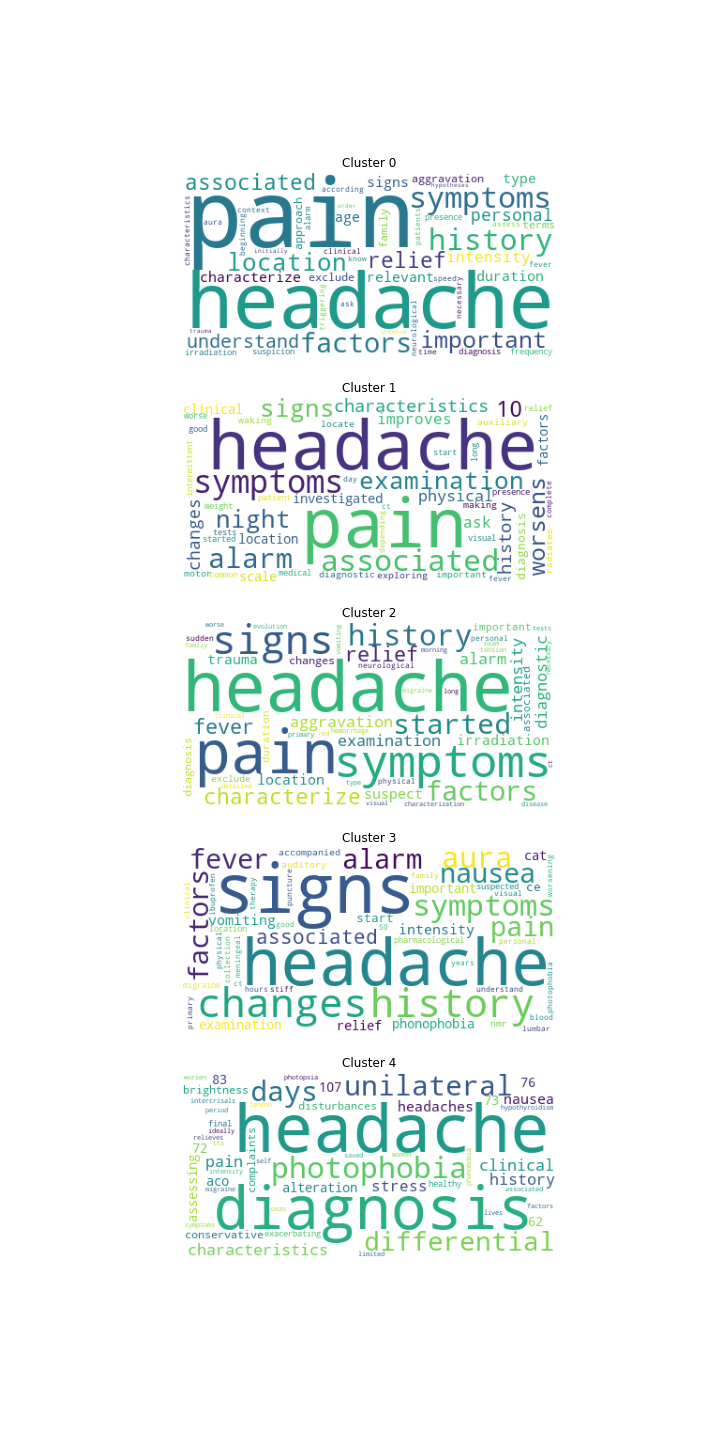 Cluster 0
associated
according
signs
aggravation
hypotheses
type
pain
symptoms
characteristics
context
beginning
aura
approach
alarm
order
age
family
patients
presence
personal
assess
terms
history
initially
clinical
location
know
relief
intensity
fever
characterize
exclude
relevant
speed
necessary
duration
headache
triggering
ask
trauma
understand
factors
neurological
important
irradiation
suspicion
time
diagnosis
frequency
Cluster 1
clinical
signs
characteristics
10
relief
worse
waking
locate
improves
auxiliary
good
headache
start
long
factors
intermittent
symptoms
day
examination
patient
investigated
physical
presence
weight
ct
making
worsens
complete
changes
night
pain
ask
history
tests
started
location
depending
visual
diagnosis
radiates
alarm
associated
motor
common
scale
medical
diagnostic
exploring
important
fever
Cluster 2
worse
evolution
sudden
family
signs
vomiting
history
important
tests
personal
exam
tension
relief
morning
neurological
trauma
changes
alarm
headache
migraine
long
intensity
associated
diagnostic
necessary
clinical
fever
duration
aggravation
started
primary
hemorrhage
pain
examination
irradiation
diagnosis
symptoms
ct
exclude
location
type
physical
detailed
characterize
suspect
factors
visual
characterization
disease
Cluster 3
fever
accompanied
auditory
alarm
aura
cat
signs
puncture
nausea
family
important
suspected
visual
ce
worsening
clinical
factors
ibuprofen
therapy
symptoms
vomiting
good
start
50
location
associated
intensity
pain
physical
collection
meningeal
pharmacological
personal
headache
years
photophobia
migraine
ct
hours
stiff
understand
changes
history
primary
examination
relief
phonophobia
nmr
blood
lumbar
Cluster 4
worsen
83
photopsia
107
unilateral
76
brightness
days
intercrisals
period
disturbances
headaches
73
nausea
hypothyroidism
final
ideally
relieves
headache
72
complaints
saved
pain
self
photophobia
phonophobia
clinical
intensity
history
aco
migraine
assessing
alteration
stress
healthy
associated
diagnosis
lives
factors
symptoms
62
conservative
exacerbating
differential
characteristics
limited